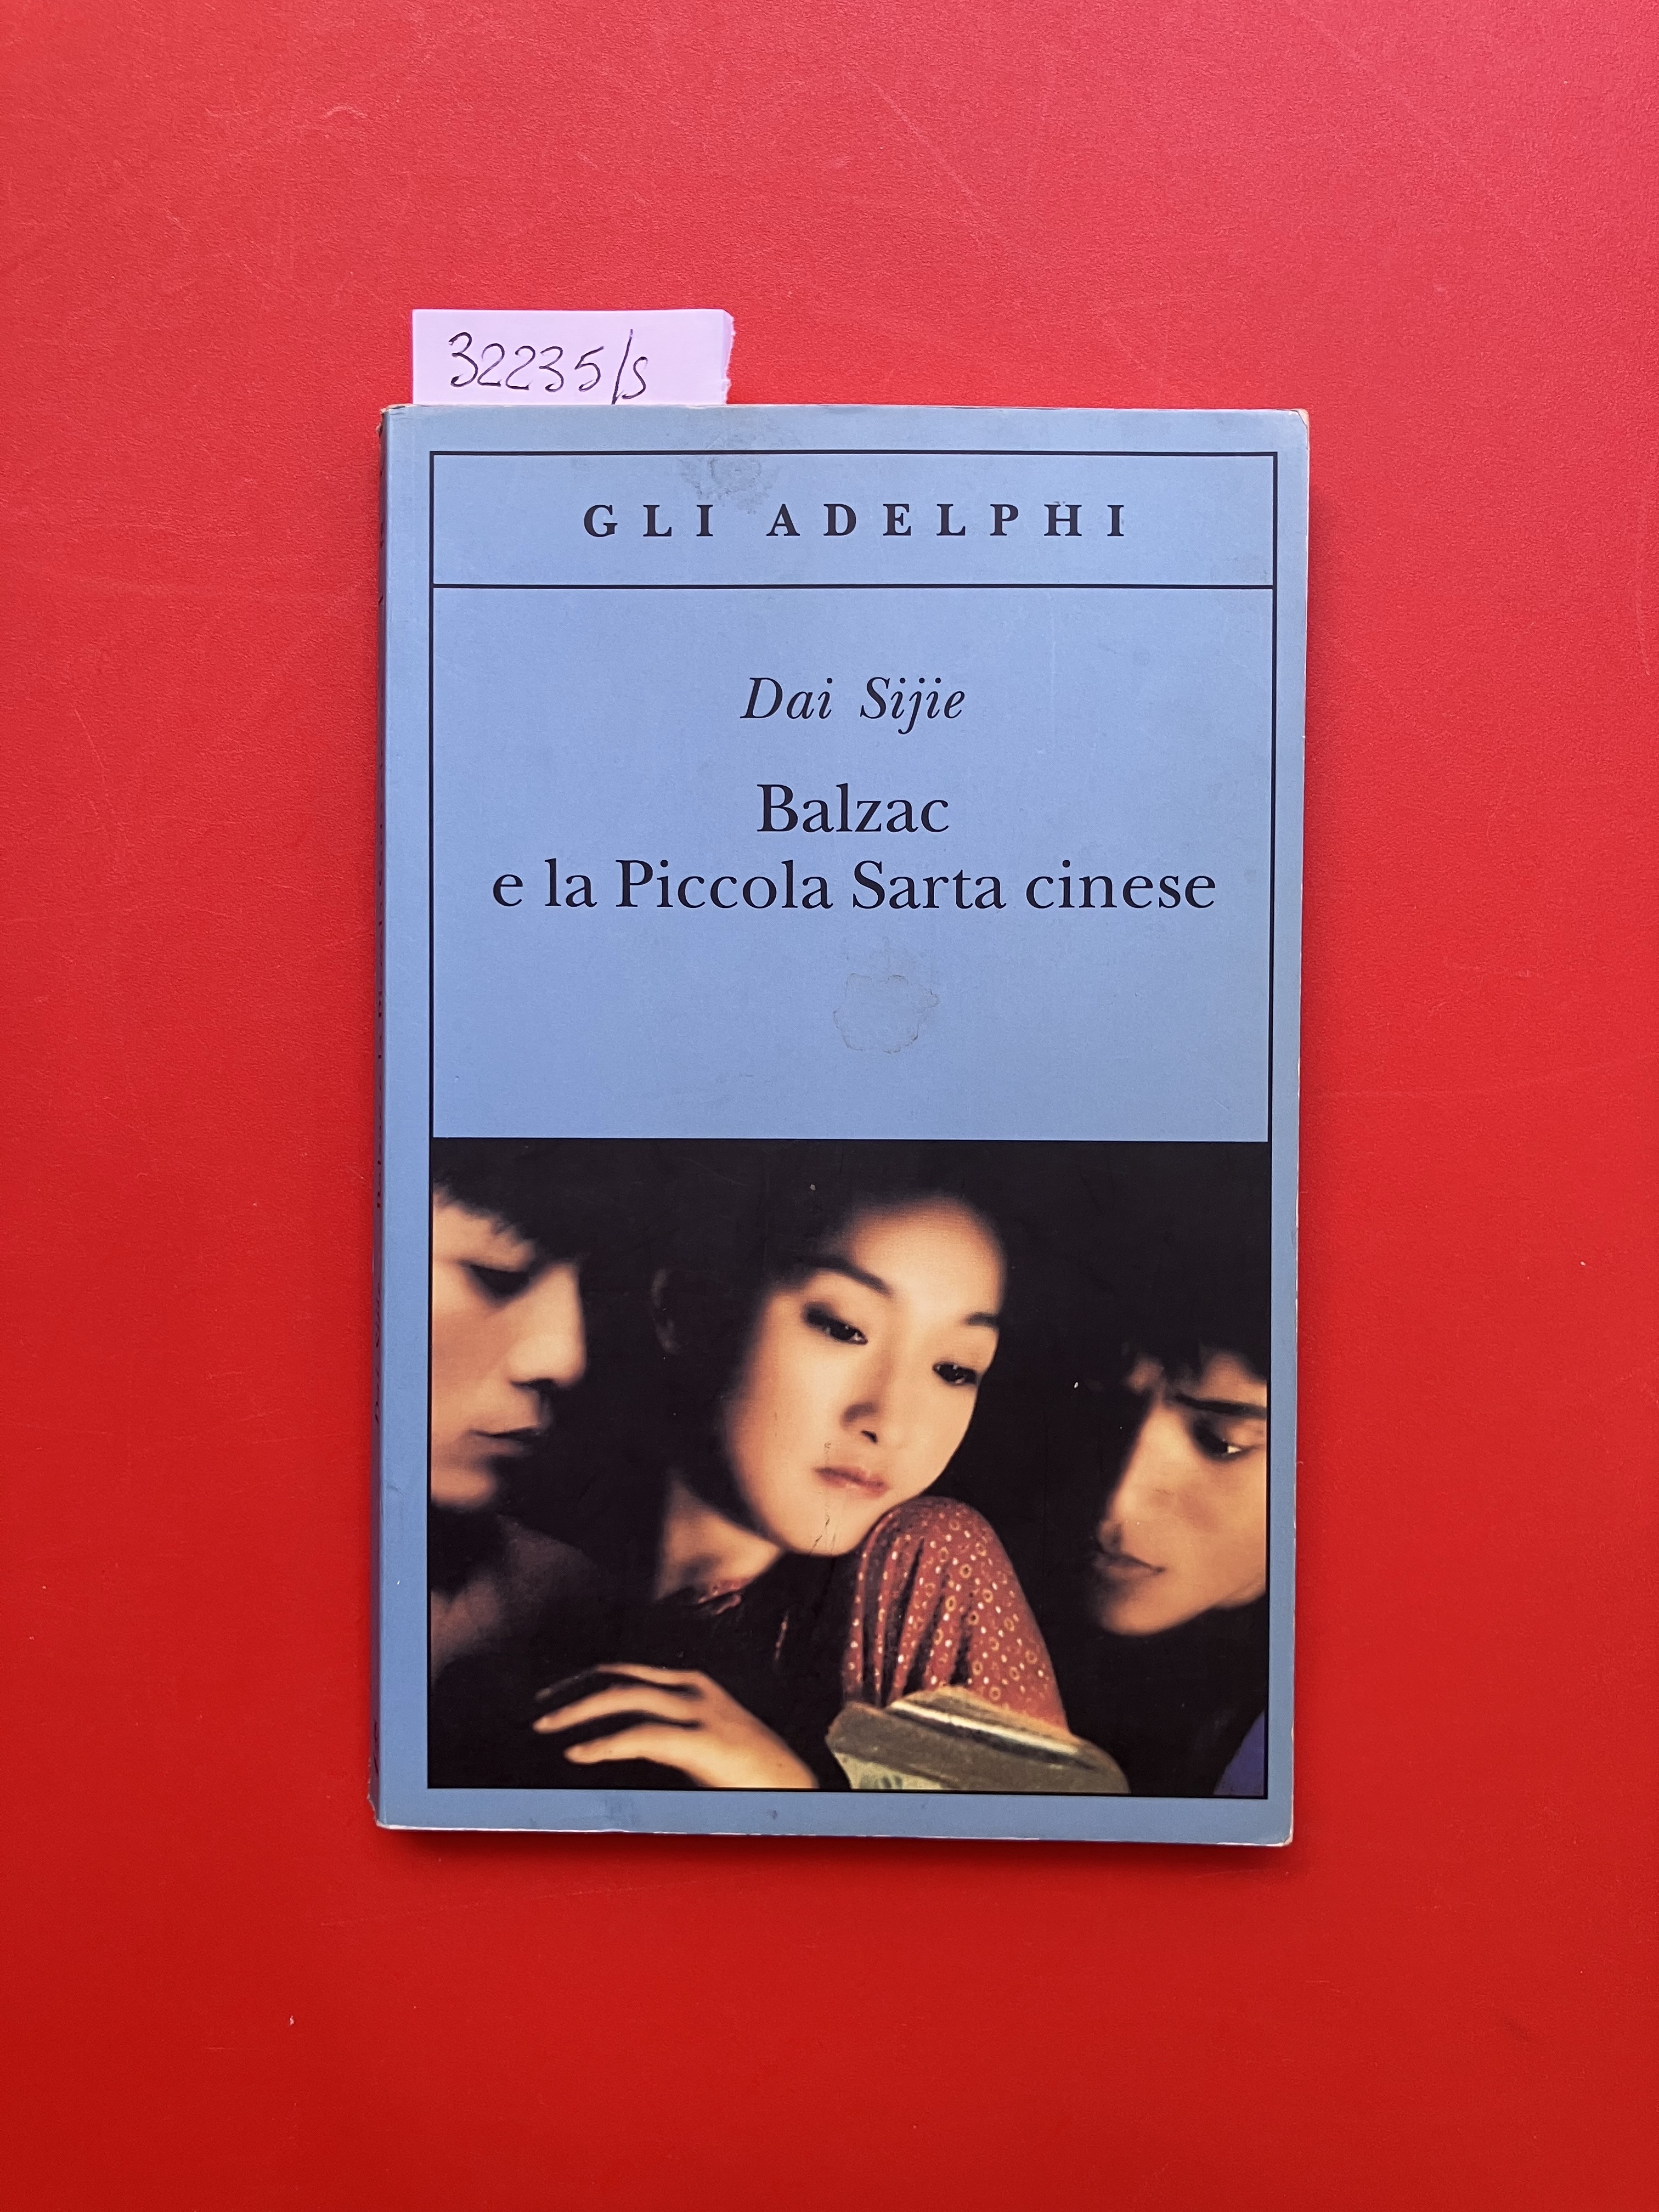 32235/s
GLI ADELPHI
Dai Sijie
Balzac
e la Piccola Sarta cinese